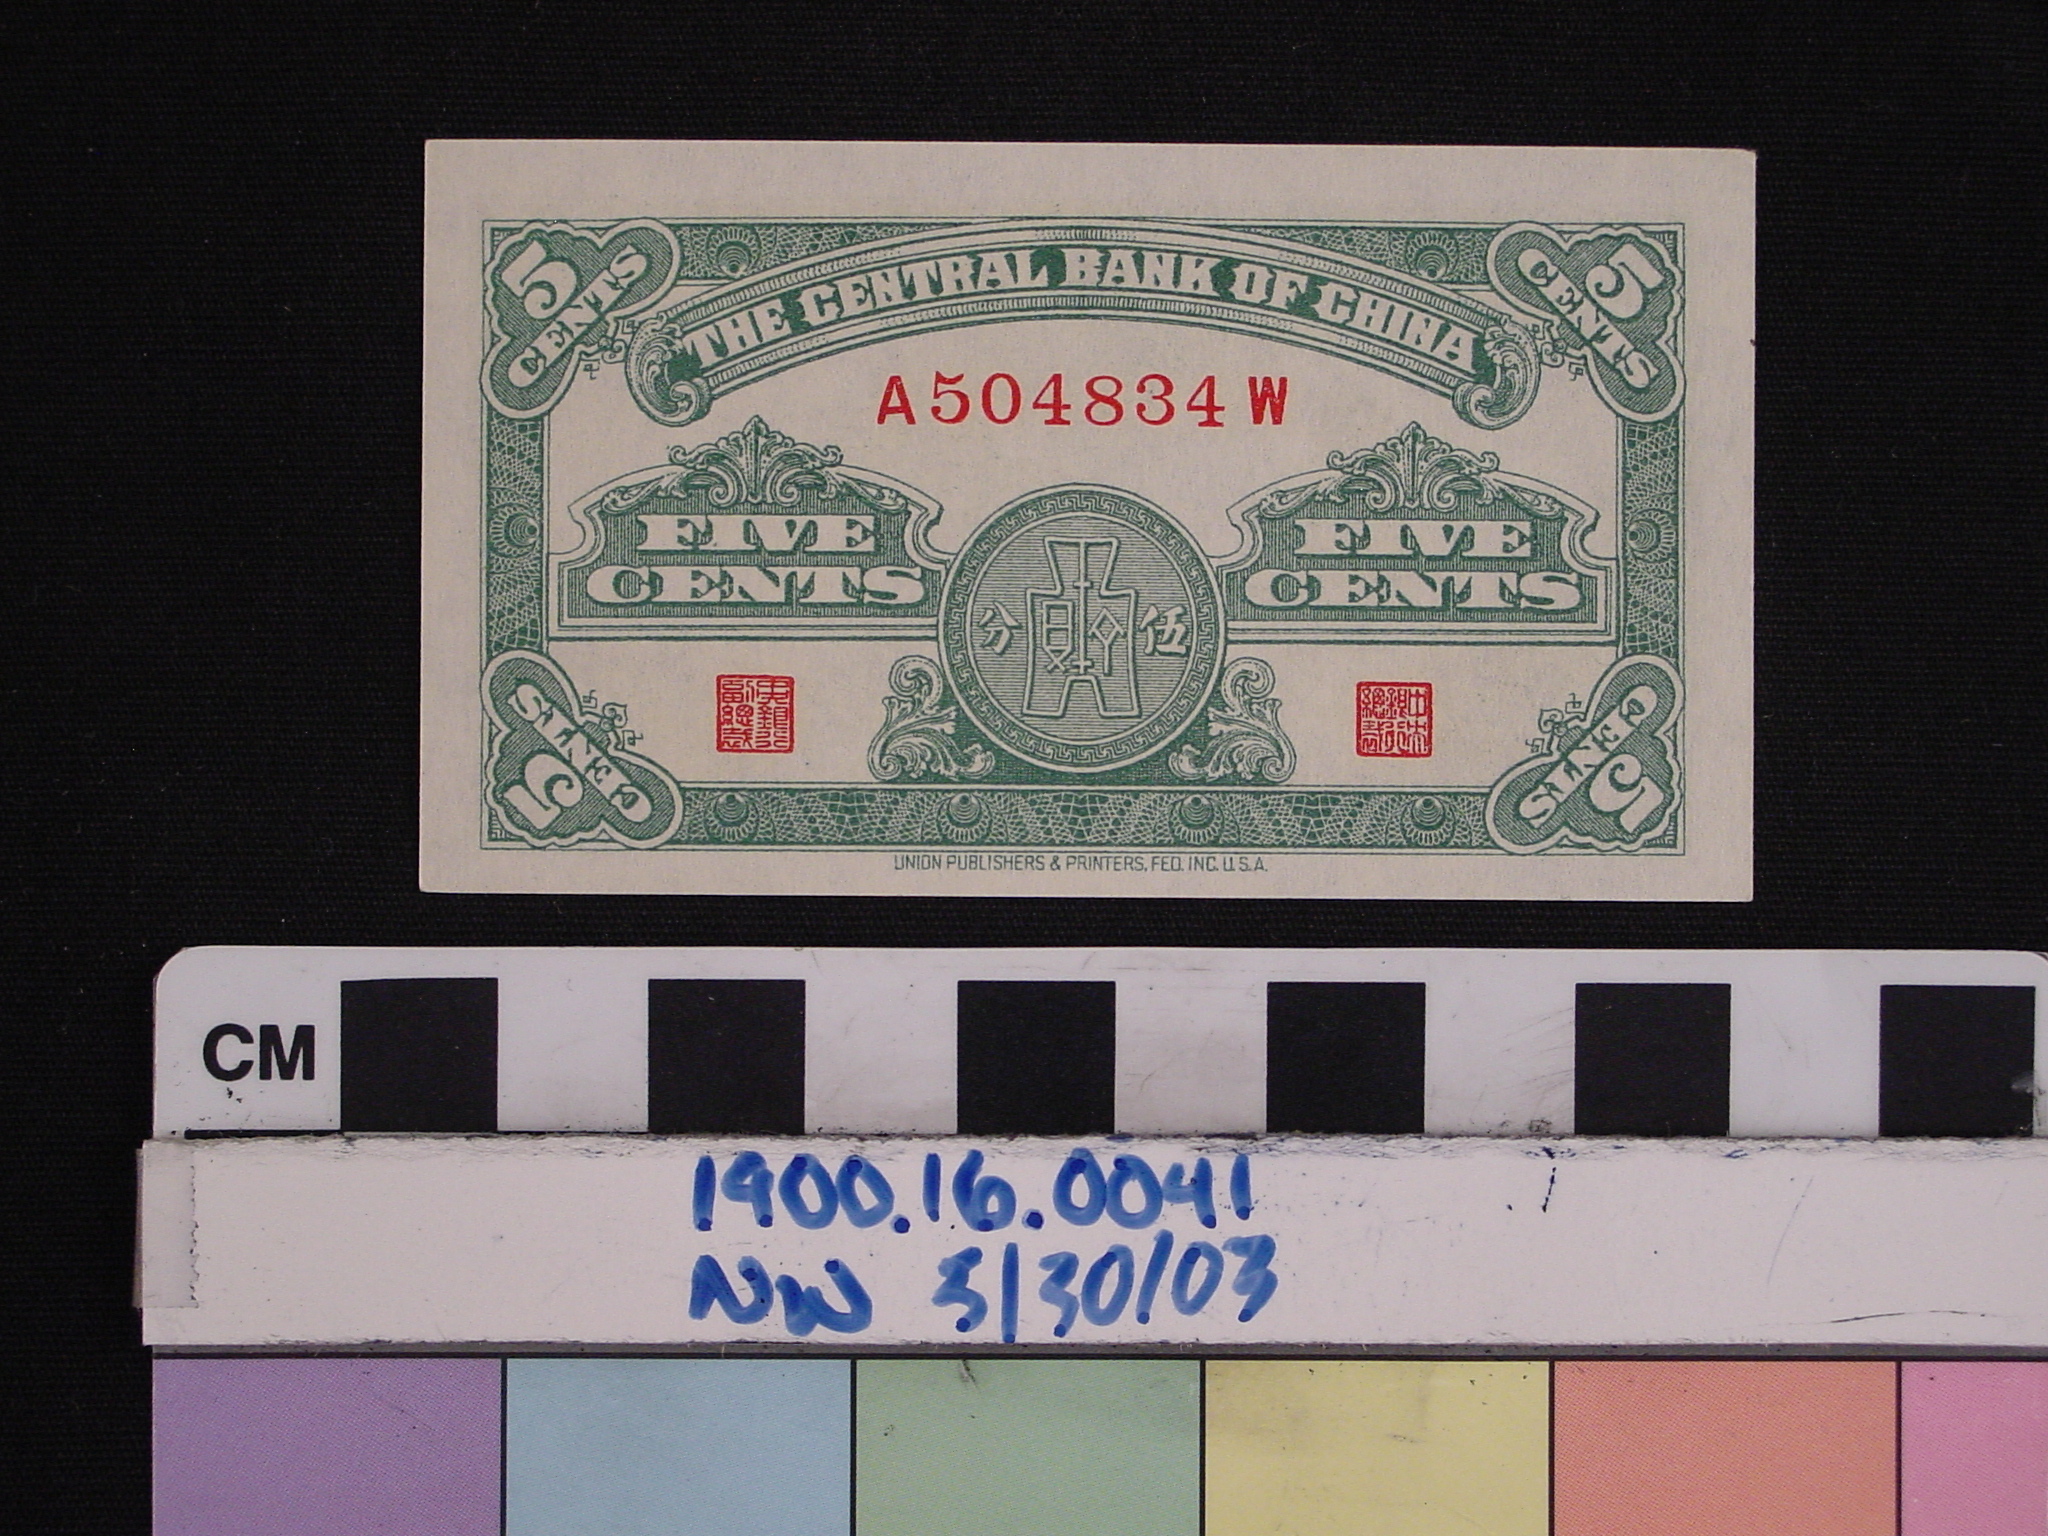 5
CENTS
THE CENTRAL BANK OF CHINA
5
CENTS
A504834W
FIVE
CENTS
FIVE
CENTS
分
伍
5
CENTS
5
CENTS
UNION PUBLISHERS & PRINTERS, FED. INC. U.S.A.
CM
1900.16.0041
NW 5/30/03